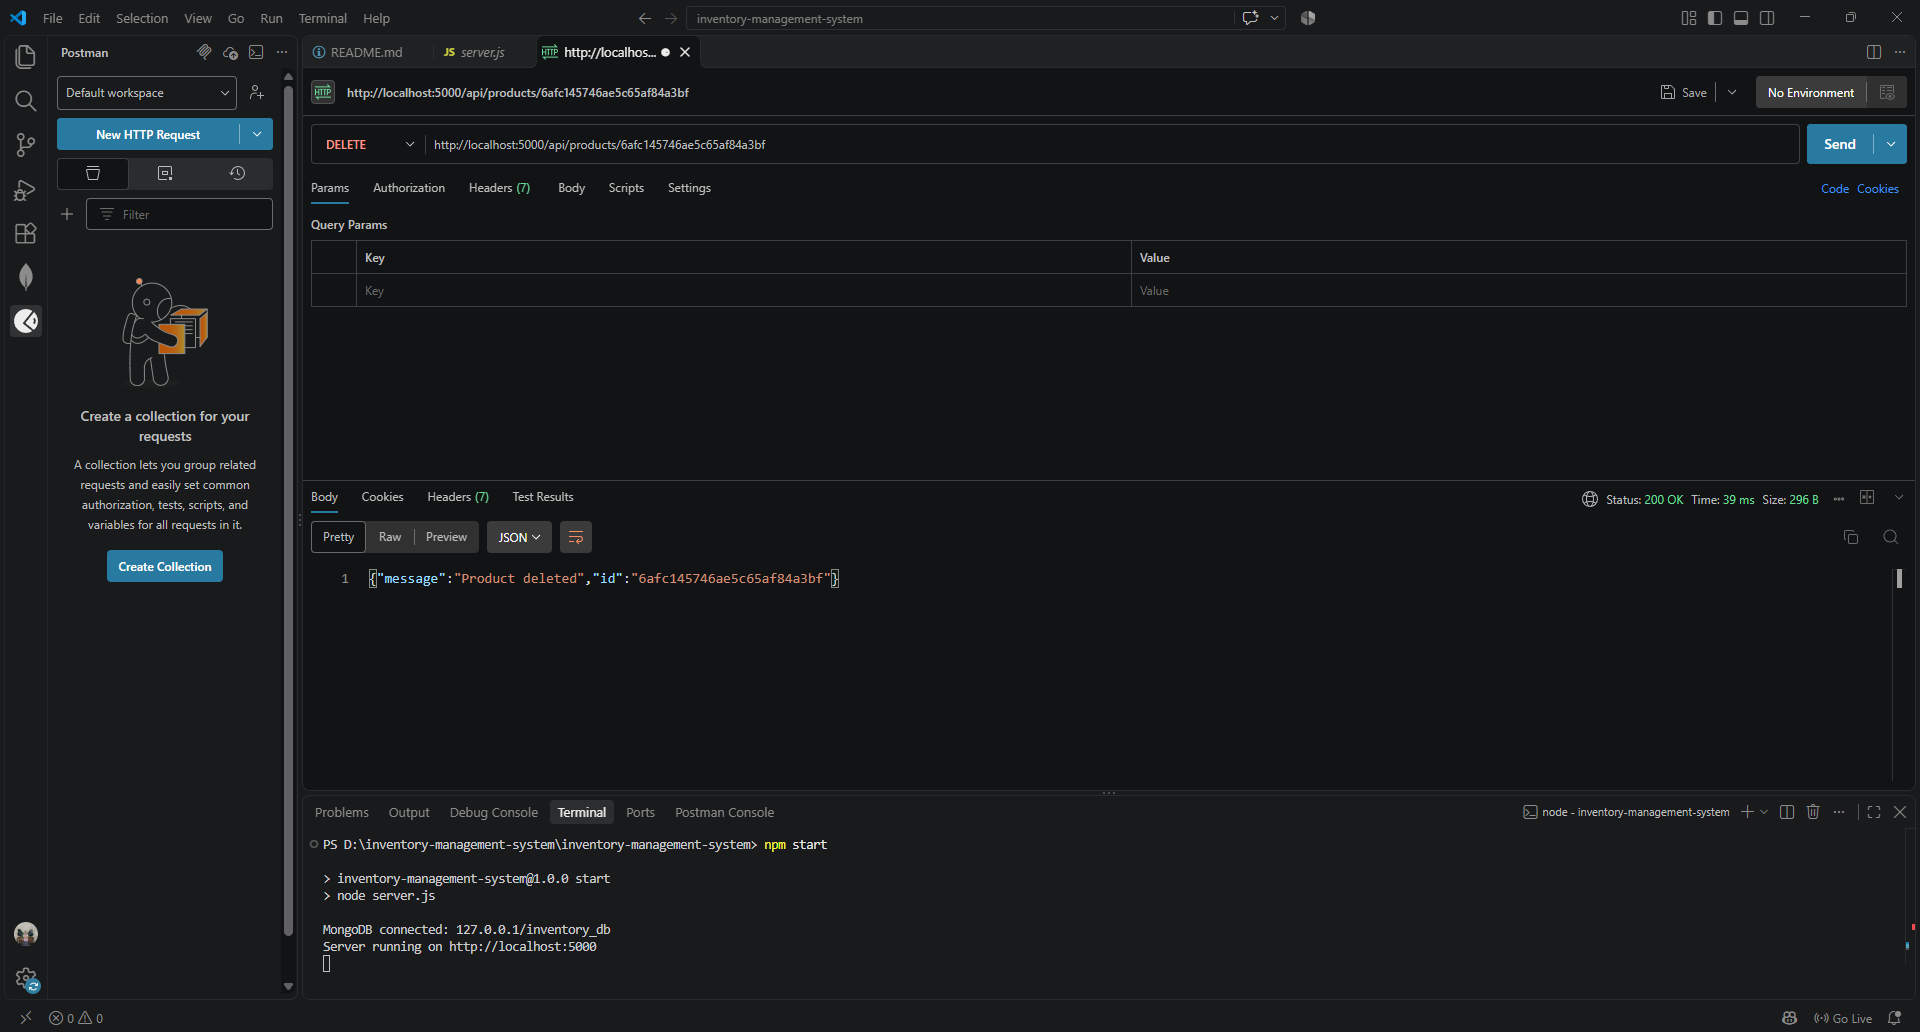 File Edit Selection View Go Run Terminal Help
inventory-management-system
Postman
Default workspace
New HTTP Request
Filter
Create a collection for your
requests
A collection lets you group related
requests and easily set common
authorization, tests, scripts, and
variables for all requests in it.
Create Collection
README.md
JS server.js
HTTP http://localhos...
HTTP http://localhost:5000/api/products/6afc145746ae5c65af84a3bf
Save
No Environment
DELETE http://localhost:5000/api/products/6afc145746ae5c65af84a3bf
Send
Params Authorization Headers (7) Body Scripts Settings
Code Cookies
Query Params
Key Value
Key Value
Body Cookies Headers (7) Test Results
Status: 200 OK Time: 39 ms Size: 296 B
Pretty Raw Preview JSON
1 {"message":"Product deleted","id":"6afc145746ae5c65af84a3bf"}
Problems Output Debug Console Terminal Ports Postman Console
node - inventory-management-system
PS D:\inventory-management-system\inventory-management-system> npm start
> inventory-management-system@1.0.0 start
> node server.js
MongoDB connected: 127.0.0.1/inventory_db
Server running on http://localhost:5000
0 0
Go Live